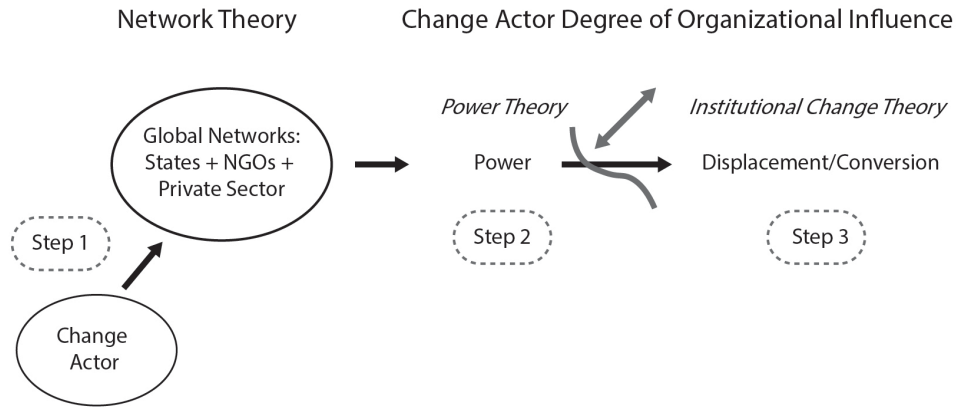 Network Theory
Change Actor Degree of Organizational Influence
Global Networks:
States + NGOs +
Private Sector
Power Theory
Institutional Change Theory
Power
Displacement/Conversion
Step 1
Step 2
Step 3
Change
Actor